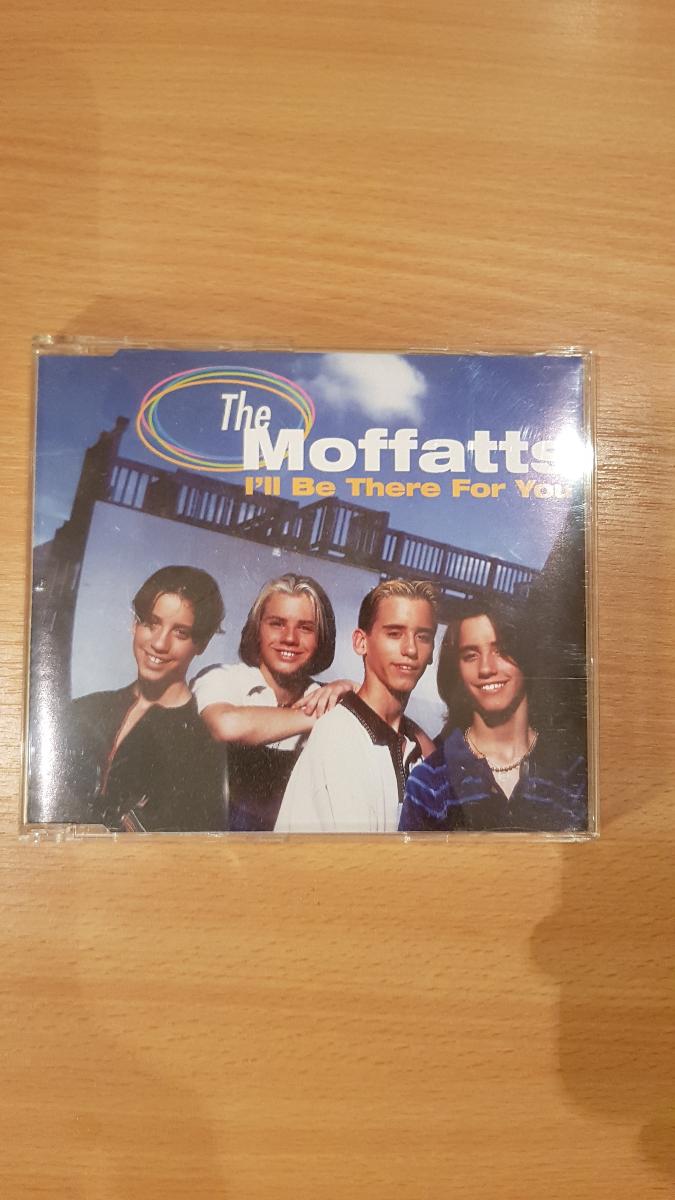 The
Moffatts
I'll Be There For You